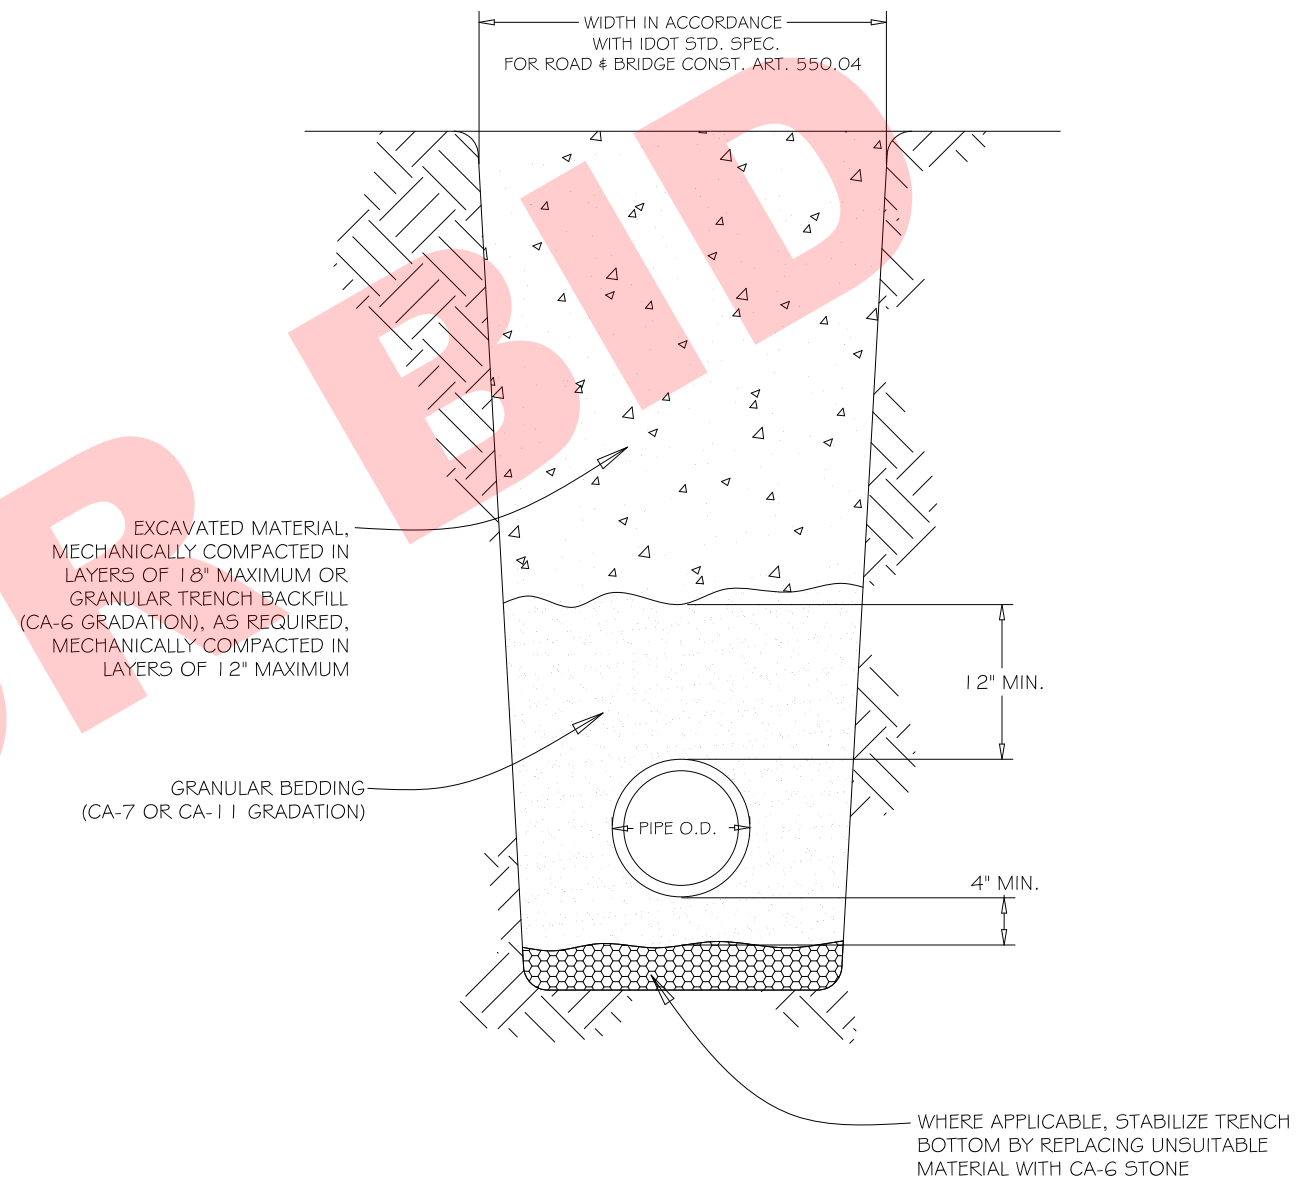 WIDTH IN ACCORDANCE
WITH IDOT STD. SPEC.
FOR ROAD & BRIDGE CONST. ART. 550.04
EXCAVATED MATERIAL,
MECHANICALLY COMPACTED IN
LAYERS OF 18" MAXIMUM OR
GRANULAR TRENCH BACKFILL
(CA-6 GRADATION), AS REQUIRED,
MECHANICALLY COMPACTED IN
LAYERS OF 12" MAXIMUM
12" MIN.
GRANULAR BEDDING
(CA-7 OR CA-11 GRADATION)
PIPE O.D.
4" MIN.
WHERE APPLICABLE, STABILIZE TRENCH
BOTTOM BY REPLACING UNSUITABLE
MATERIAL WITH CA-6 STONE
OR BID